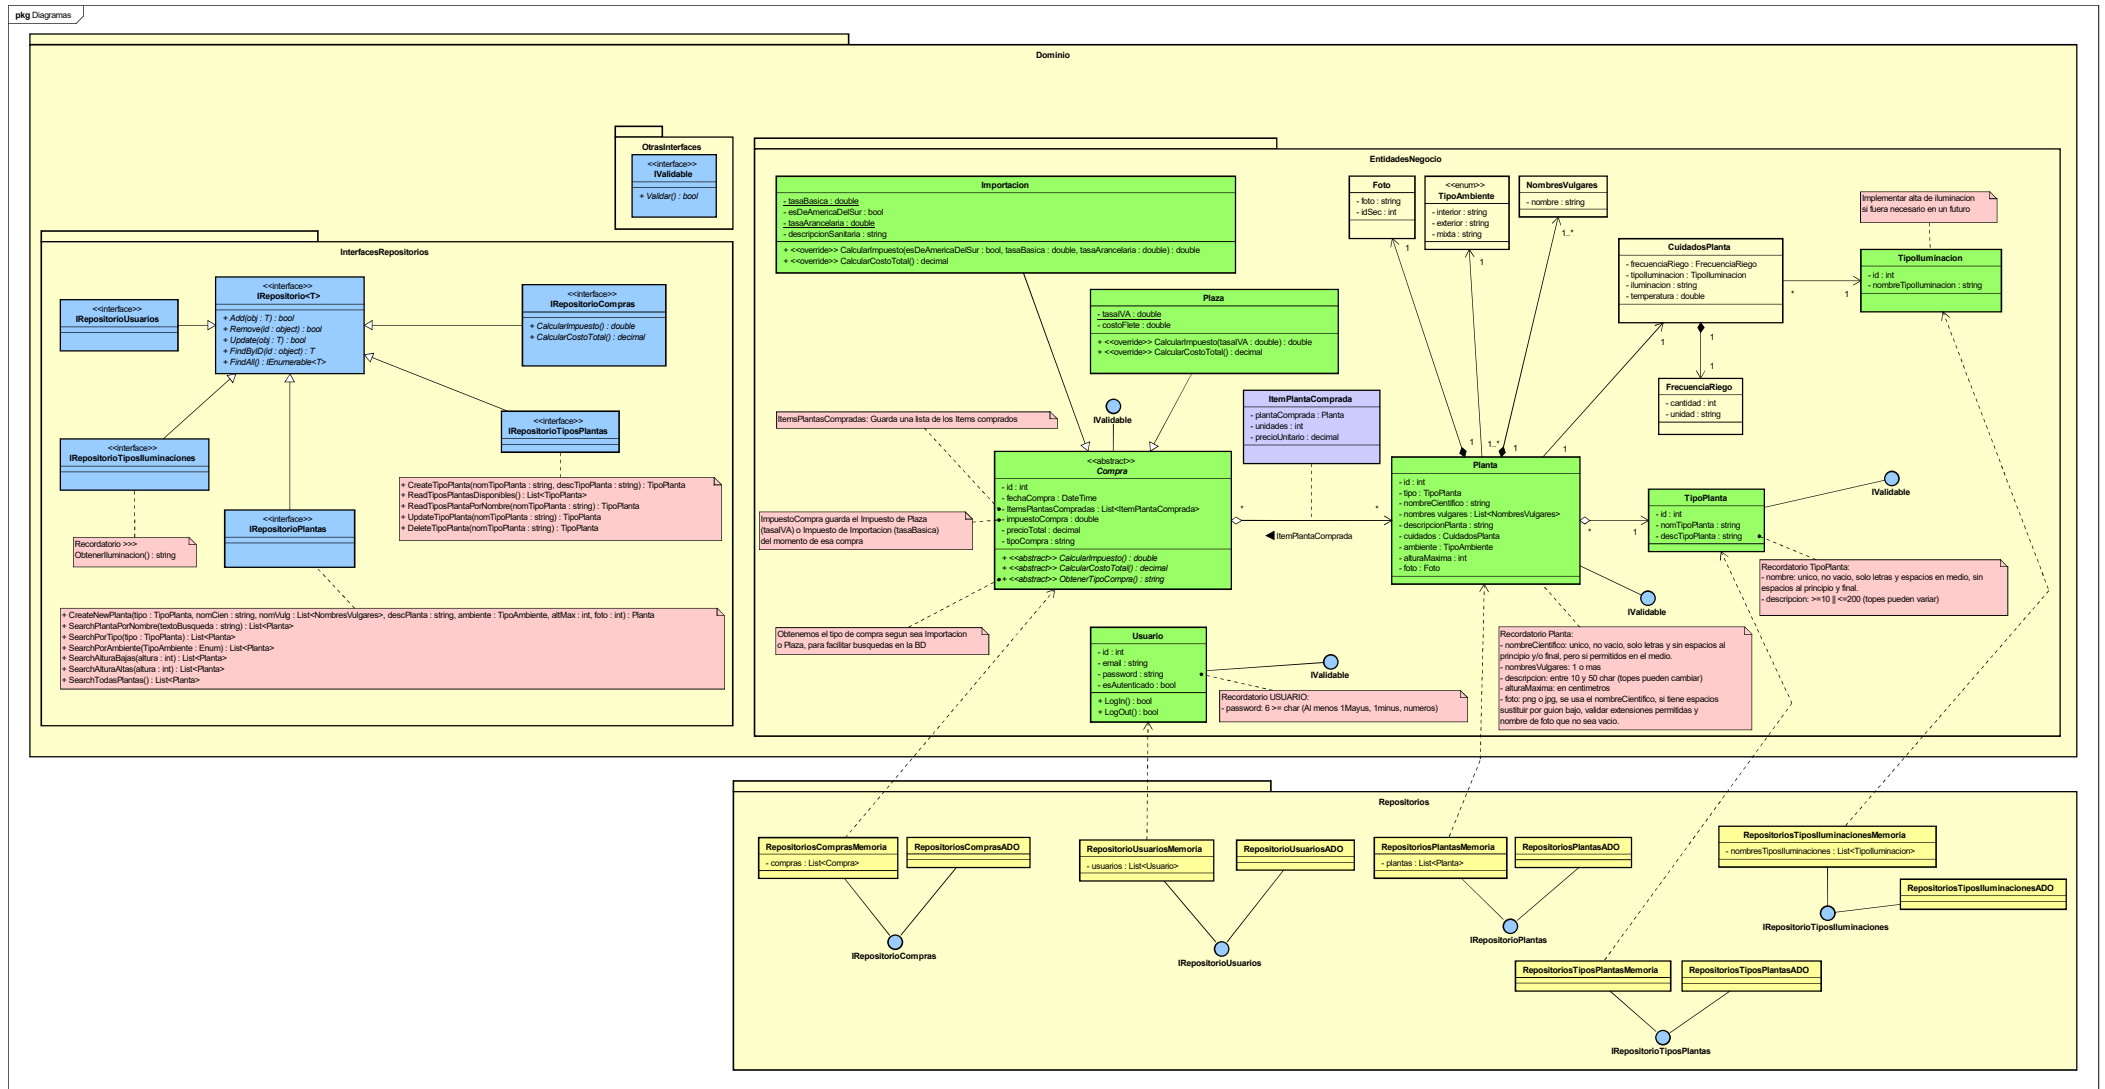 pkg Diagramas
Dominio
OtrasInterfaces
<<interface>>
IValidable
+ Validar() : bool
InterfacesRepositorios
<<interface>>
IRepositorio<T>
+ Add(obj : T) : bool
+ Remove(id : object) : bool
+ Update(obj : T) : bool
+ FindByID(id : object) : T
+ FindAll() : IEnumerable<T>
<<interface>>
IRepositorioUsuarios
<<interface>>
IRepositorioCompras
+ CalcularImpuesto() : double
+ CalcularCostoTotal() : decimal
<<interface>>
IRepositorioTiposIluminaciones
<<interface>>
IRepositorioTiposPlantas
<<interface>>
IRepositorioPlantas
Recordatorio >>>
ObtenerIluminacion() : string
+ CreateTipoPlanta(nomTipoPlanta : string, descTipoPlanta : string) : TipoPlanta
+ ReadTiposPlantasDisponibles() : List<TipoPlanta>
+ ReadTiposPlantaPorNombre(nomTipoPlanta : string) : TipoPlanta
+ UpdateTipoPlanta(nomTipoPlanta : string) : TipoPlanta
+ DeleteTipoPlanta(nomTipoPlanta : string) : TipoPlanta
+ CreateNewPlanta(tipo : TipoPlanta, nomCien : string, nomVulg : List<NombresVulgares>, descPlanta : string, ambiente : TipoAmbiente, altMax : int, foto : int) : Planta
+ SearchPlantaPorNombre(textoBusqueda : string) : List<Planta>
+ SearchPorTipo(tipo : TipoPlanta) : List<Planta>
+ SearchPorAmbiente(TipoAmbiente : Enum) : List<Planta>
+ SearchAlturaBajas(altura : int) : List<Planta>
+ SearchAlturaAltas(altura : int) : List<Planta>
+ SearchTodasPlantas() : List<Planta>
EntidadesNegocio
Importacion
- tasaBasica : double
- esDeAmericaDelSur : bool
- tasaArancelaria : double
- descripcionSanitaria : string
+ <<override>> CalcularImpuesto(esDeAmericaDelSur : bool, tasaBasica : double, tasaArancelaria : double) : double
+ <<override>> CalcularCostoTotal() : decimal
Plaza
- tasaIVA : double
- costoFlete : double
+ <<override>> CalcularImpuesto(tasaIVA : double) : double
+ <<override>> CalcularCostoTotal() : decimal
Foto
- foto : string
- idSec : int
<<enum>>
TipoAmbiente
- interior : string
- exterior : string
- mixta : string
NombresVulgares
- nombre : string
CuidadosPlanta
- frecuenciaRiego : FrecuenciaRiego
- tipoIluminacion : TipoIluminacion
- iluminacion : string
- temperatura : double
Implementar alta de iluminacion
si fuera necesario en un futuro
TipoIluminacion
- id : int
- nombreTipoIluminacion : string
FrecuenciaRiego
- cantidad : int
- unidad : string
1
1
1..*
1
1..*
1
1
1
1
1
*
1
ItemsPlantasCompradas: Guarda una lista de los Items comprados
IValidable
ItemPlantaComprada
- plantaComprada : Planta
- unidades : int
- precioUnitario : decimal
<<abstract>>
Compra
- id : int
- fechaCompra : DateTime
- ItemsPlantasCompradas : List<ItemPlantaComprada>
- impuestoCompra : double
- precioTotal : decimal
- tipoCompra : string
+ <<abstract>> CalcularImpuesto() : double
+ <<abstract>> CalcularCostoTotal() : decimal
+ <<abstract>> ObtenerTipoCompra() : string
ImpuestoCompra guarda el Impuesto de Plaza
(tasaIVA) o Impuesto de Importacion (tasaBasica)
del momento de esa compra
*
*
◀ ItemPlantaComprada
Planta
- id : int
- tipo : TipoPlanta
- nombreCientifico : string
- nombres vulgares : List<NombresVulgares>
- descripcionPlanta : string
- cuidados : CuidadosPlanta
- ambiente : TipoAmbiente
- alturaMaxima : int
- foto : Foto
*
1
TipoPlanta
- id : int
- nomTipoPlanta : string
- descTipoPlanta : string
IValidable
IValidable
Recordatorio TipoPlanta:
- nombre: unico, no vacio, solo letras y espacios en medio, sin
espacios al principio y final.
- descripcion: >=10 || <=200 (topes pueden variar)
Obtenemos el tipo de compra segun sea Importacion
o Plaza, para facilitar busquedas en la BD
Usuario
- id : int
- email : string
- password : string
- esAutenticado : bool
+ LogIn() : bool
+ LogOut() : bool
IValidable
Recordatorio USUARIO:
- password: 6 >= char (Al menos 1Mayus, 1minus, numeros)
Recordatorio Planta:
- nombreCientifico: unico, no vacio, solo letras y sin espacios al
principio y/o final, pero si permitidos en el medio.
- nombresVulgares: 1 o mas
- descripcion: entre 10 y 50 char (topes pueden cambiar)
- alturaMaxima: en centimetros
- foto: png o jpg, se usa el nombreCientifico, si tiene espacios
sustituir por guion bajo, validar extensiones permitidas y
nombre de foto que no sea vacio.
Repositorios
RepositoriosComprasMemoria
- compras : List<Compra>
RepositoriosComprasADO
IRepositorioCompras
RepositorioUsuariosMemoria
- usuarios : List<Usuario>
RepositorioUsuariosADO
IRepositorioUsuarios
RepositoriosPlantasMemoria
- plantas : List<Planta>
RepositoriosPlantasADO
IRepositorioPlantas
RepositoriosTiposIluminacionesMemoria
- nombresTiposIluminaciones : List<TipoIluminacion>
RepositoriosTiposIluminacionesADO
IRepositorioTiposIluminaciones
RepositoriosTiposPlantasMemoria
RepositoriosTiposPlantasADO
IRepositorioTiposPlantas